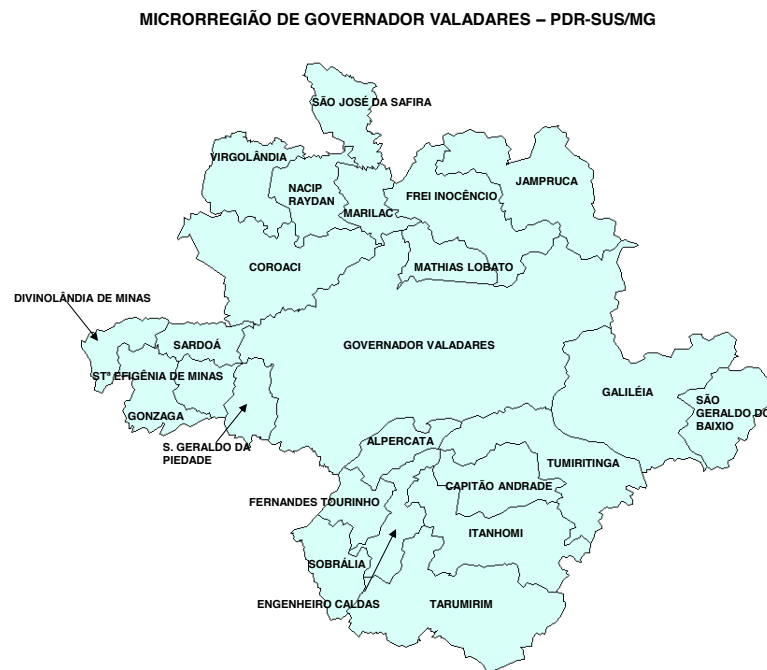 MICRORREGIÃO DE GOVERNADOR VALADARES – PDR-SUS/MG
SÃO JOSÉ DA SAFIRA
VIRGOLÂNDIA
NACIP
RAYDAN
MARILAC
FREI INOCÊNCIO
JAMPRUCA
COROACI
MATHIAS LOBATO
DIVINOLÂNDIA DE MINAS
SARDOÁ
GOVERNADOR VALADARES
STª EFIGÊNIA DE MINAS
GONZAGA
GALILÉIA
SÃO
GERALDO DO
BAIXIO
S. GERALDO DA
PIEDADE
ALPERCATA
TUMIRITINGA
CAPITÃO ANDRADE
FERNANDES TOURINHO
ITANHOMI
SOBRÁLIA
ENGENHEIRO CALDAS
TARUMIRIM